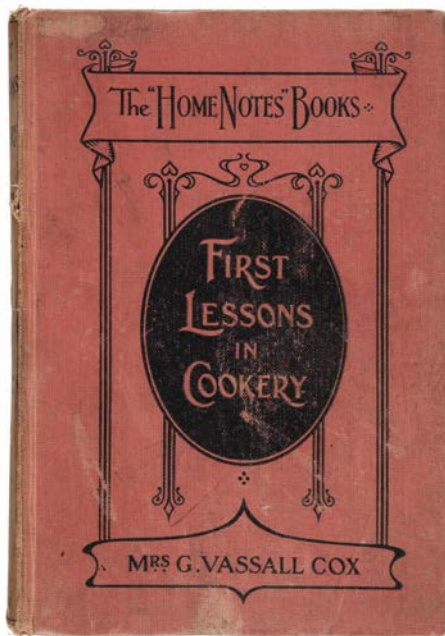 The "HOME NOTES" BOOKS
FIRST
LESSONS
IN
COOKERY
MRS G. VASSALL COX